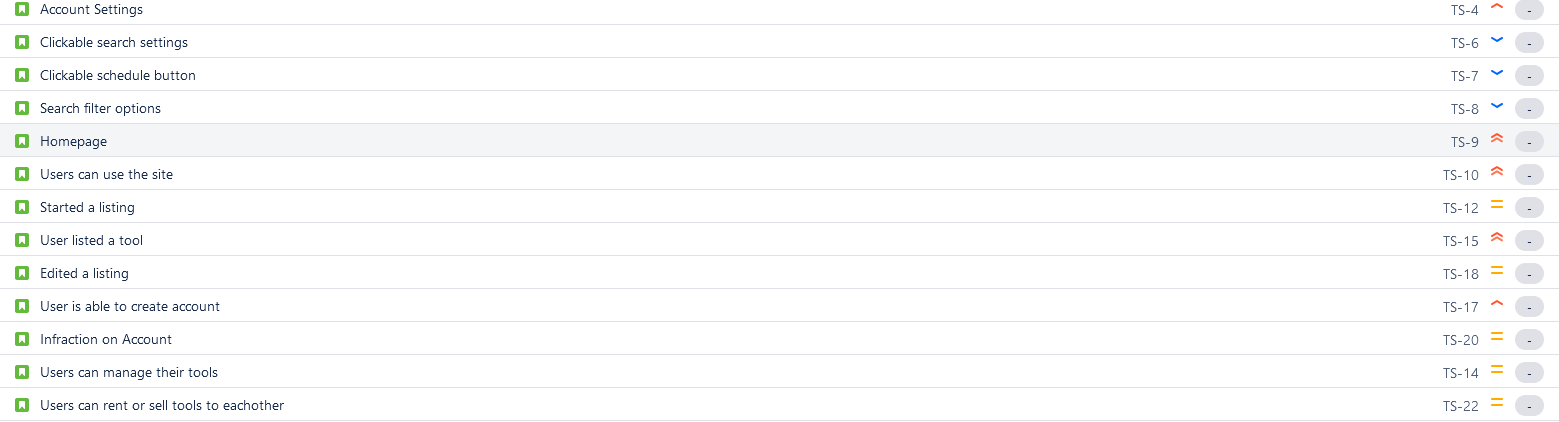 Account Settings TS-4 -
Clickable search settings TS-6 -
Clickable schedule button TS-7 -
Search filter options TS-8 -
Homepage TS-9 -
Users can use the site TS-10 -
Started a listing TS-12 -
User listed a tool TS-15 -
Edited a listing TS-18 -
User is able to create account TS-17 -
Infraction on Account TS-20 -
Users can manage their tools TS-14 -
Users can rent or sell tools to eachother TS-22 -